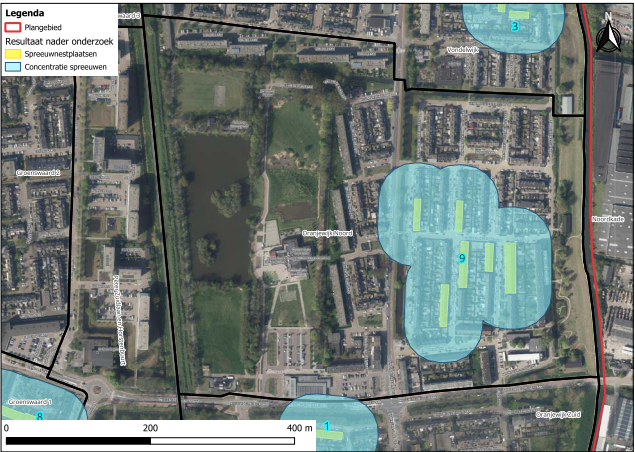 Legenda
Plangebied
Resultaat nader onderzoek
Spreeuwnestplaatsen
Concentratie spreeuwen
3
N
Vondelwijk
Groenswaard 2
Noordkade
Oranjewijk Noord
9
Groenswaard 1
8
1
Oranjewijk Zuid
0
200
400 m